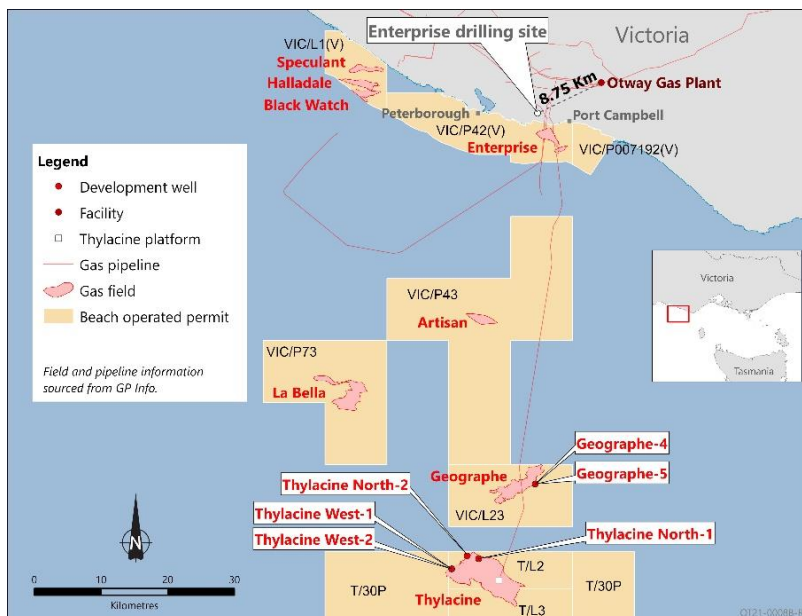 Enterprise drilling site
Victoria
VIC/L1(V)
Speculant
Halladale
Black Watch
8.75 Km
Otway Gas Plant
Peterborough
Port Campbell
VIC/P42(V)
Enterprise
VIC/P007192(V)
Legend
Development well
Facility
Thylacine platform
Gas pipeline
Gas field
Beach operated permit
Field and pipeline information
sourced from GP Info.
Victoria
Tasmania
VIC/P43
Artisan
VIC/P73
La Bella
Geographe-4
Geographe
Geographe-5
Thylacine North-2
VIC/L23
Thylacine West-1
Thylacine North-1
Thylacine West-2
T/L2
T/30P
T/30P
Thylacine
T/L3
N
0 10 20 30
Kilometres